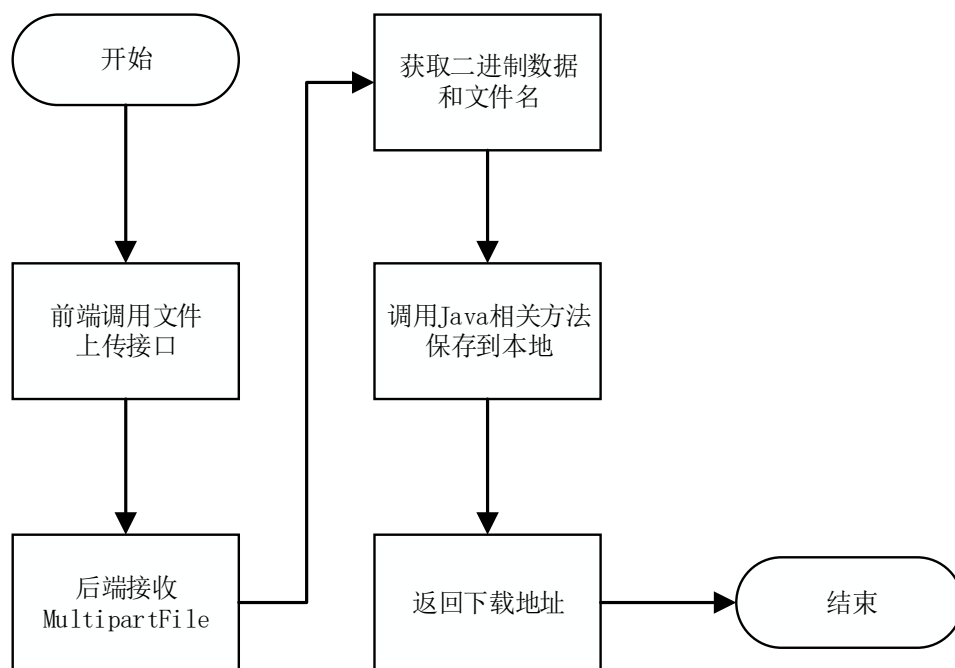 开始
前端调用文件
上传接口
后端接收
MultipartFile
获取二进制数据
和文件名
调用Java相关方法
保存到本地
返回下载地址
结束